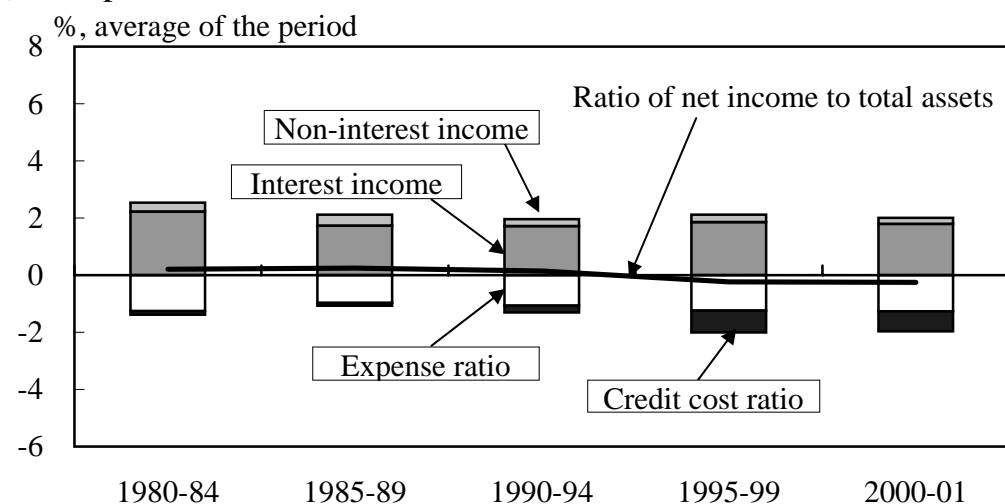 %, average of the period
8
6
4
2
0
-2
-4
-6
Ratio of net income to total assets
Non-interest income
Interest income
Expense ratio
Credit cost ratio
1980-84 1985-89 1990-94 1995-99 2000-01